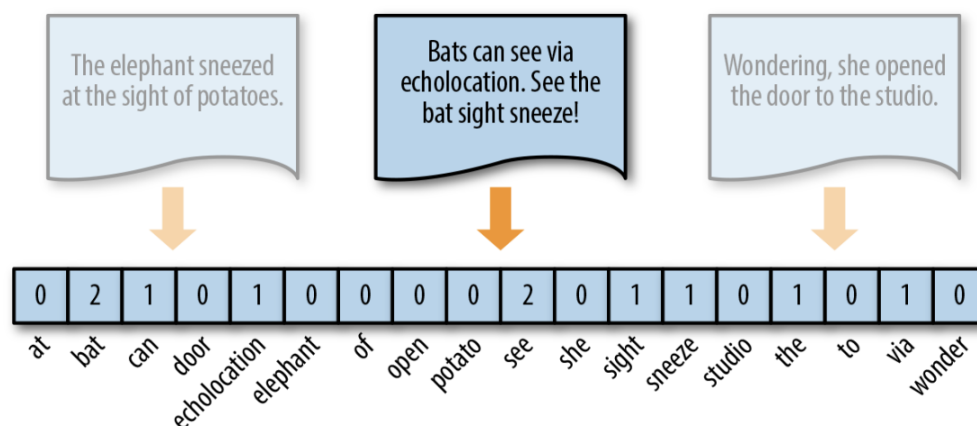 The elephant sneezed
at the sight of potatoes.
Bats can see via
echolocation. See the
bat sight sneeze!
Wondering, she opened
the door to the studio.
0 2 1 0 1 0 0 0 0 2 0 1 1 0 1 0 1 0
at bat can door echolocation elephant of open potato see she sight sneeze studio the to via wonder